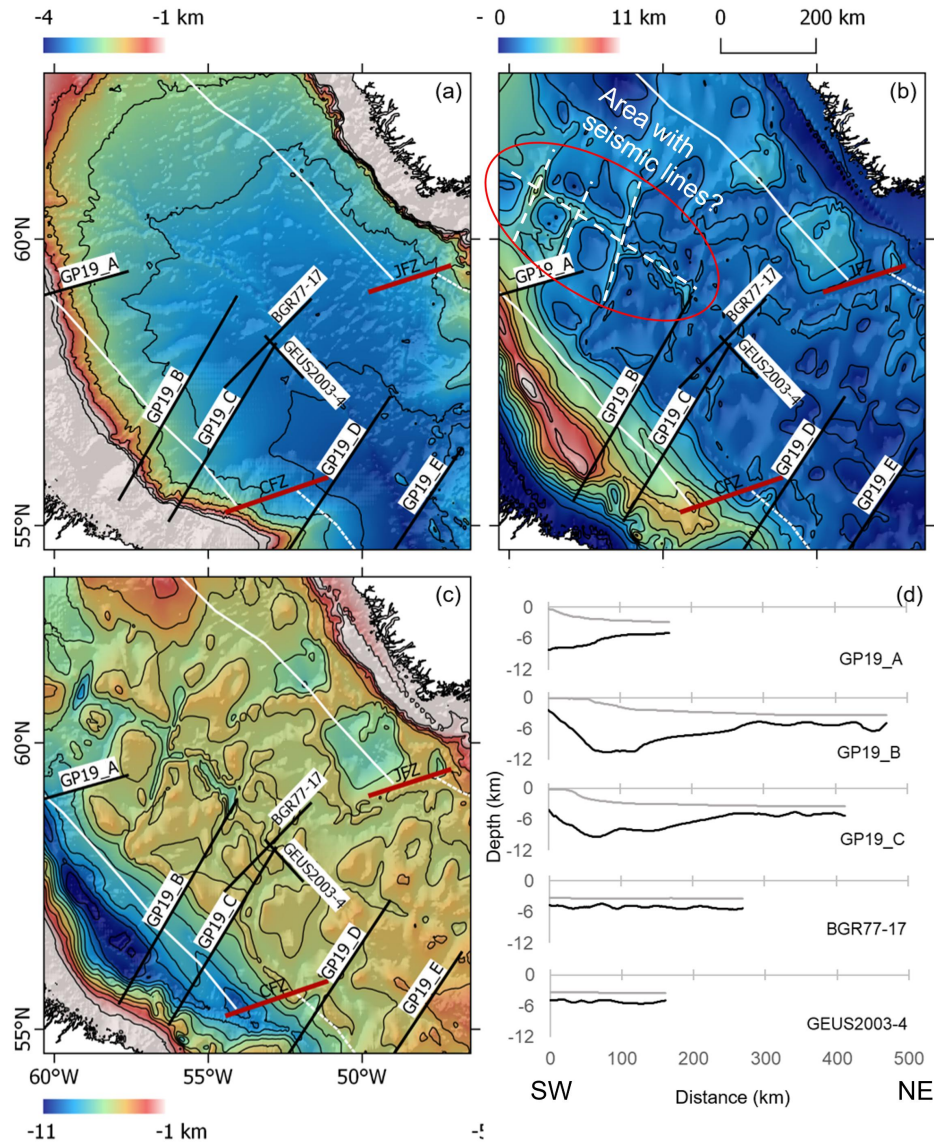 -4 -1 km
- 0 11 km
0 200 km
(a)
60°N
55°N
GP19_A
GP19_B
GP19_C
GP19_D
GP19_E
BGR77-17
GEUS2003-4
JFZ
CFZ
(b)
Area with
seismic lines?
GP19_A
GP19_B
GP19_C
GP19_D
GP19_E
BGR77-17
GEUS2003-4
JFZ
CFZ
(c)
60°N
55°N
60°W 55°W 50°W
GP19_A
GP19_B
GP19_C
GP19_D
GP19_E
BGR77-17
GEUS2003-4
JFZ
CFZ
-11 -1 km
(d)
Depth (km)
0
-6
-12
GP19_A
0
-6
-12
GP19_B
0
-6
-12
GP19_C
0
-6
-12
BGR77-17
0
-6
-12
GEUS2003-4
0 100 200 300 400 500
SW NE
Distance (km)